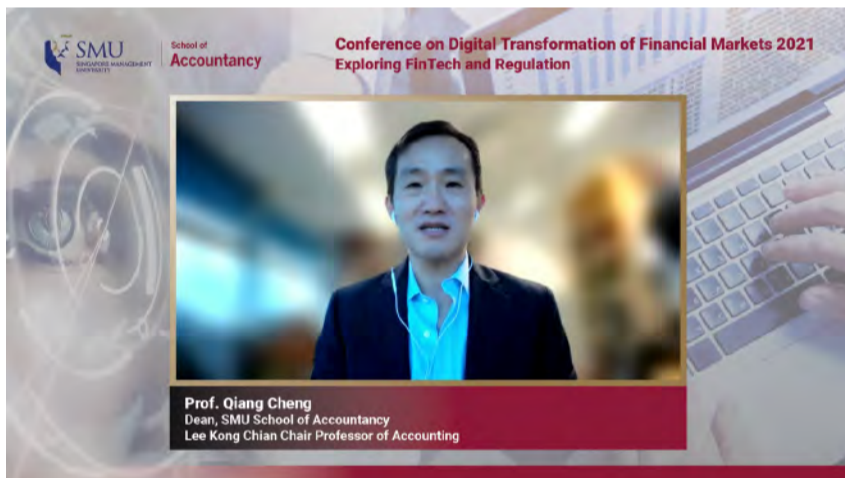 SMU
SINGAPORE MANAGEMENT
UNIVERSITY
School of
Accountancy
Conference on Digital Transformation of Financial Markets 2021
Exploring FinTech and Regulation
Prof. Qiang Cheng
Dean, SMU School of Accountancy
Lee Kong Chian Chair Professor of Accounting